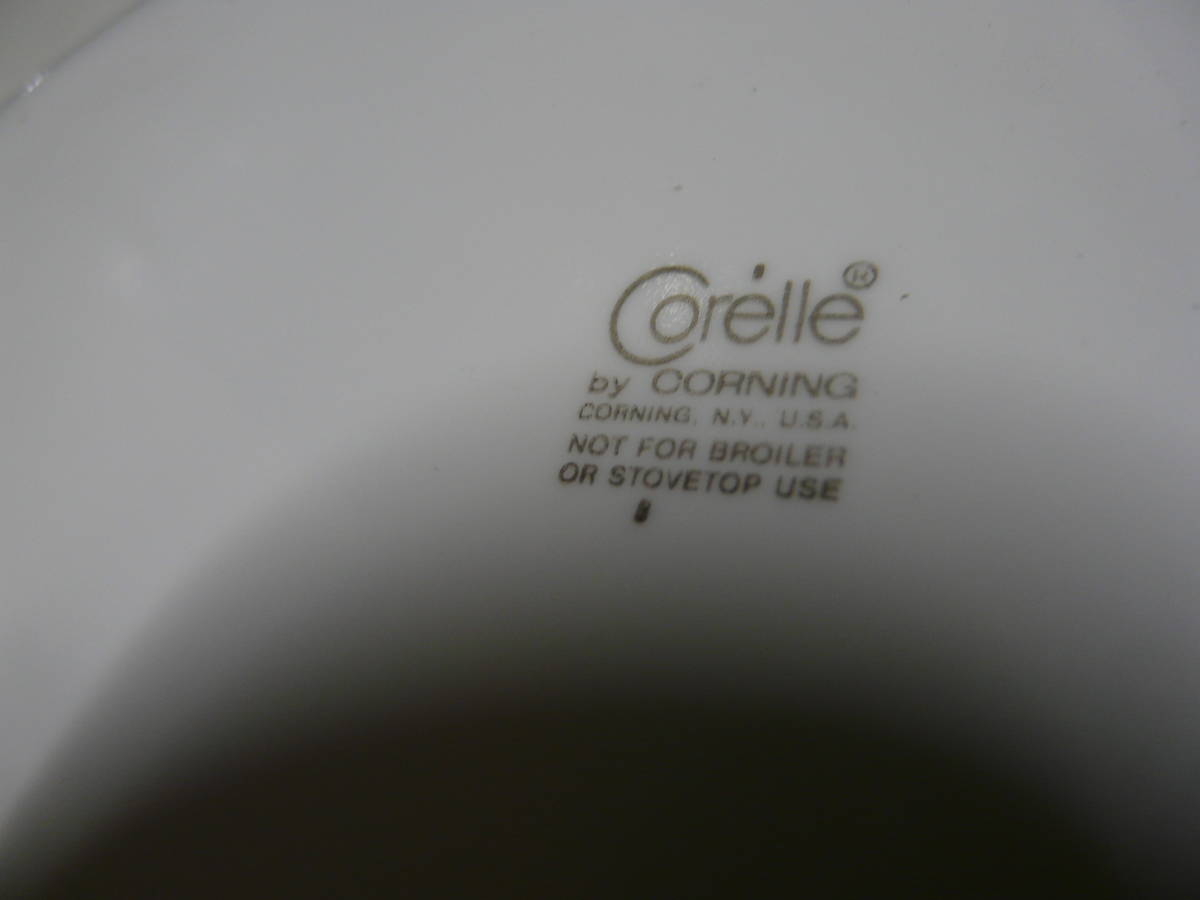 Corelle®
by CORNING
CORNING, N.Y., U.S.A.
NOT FOR BROILER
OR STOVETOP USE